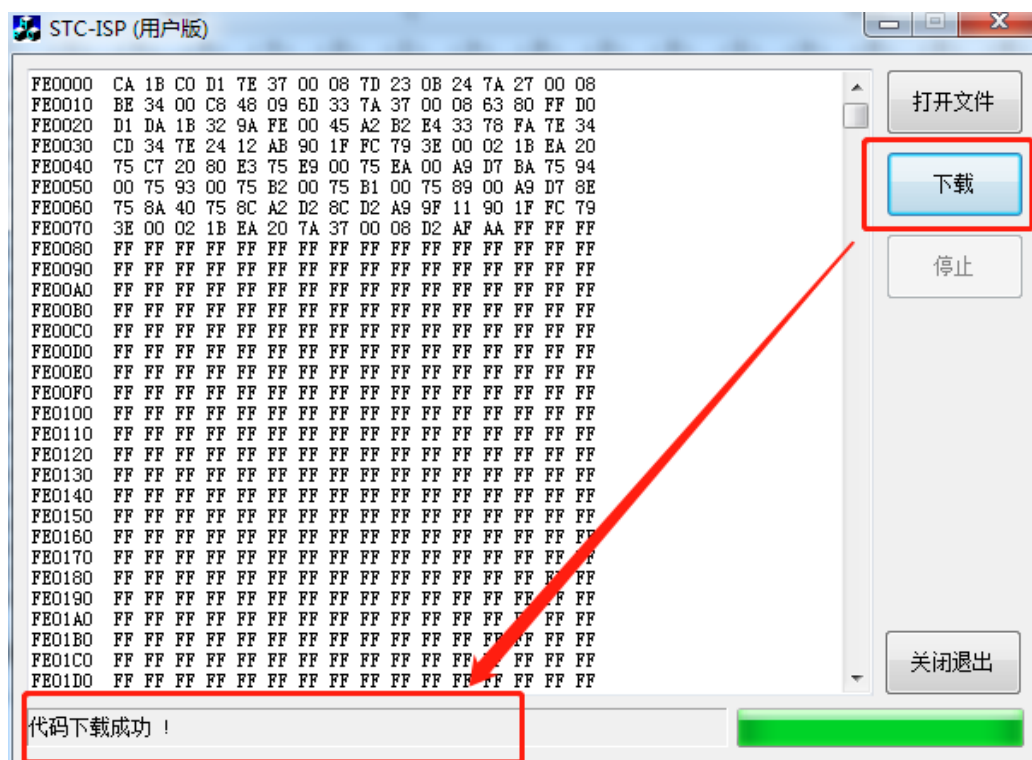 STC-ISP (用户版)
FE0000 CA 1B C0 D1 7E 37 00 08 7D 23 0B 24 7A 27 00 08
FE0010 BE 34 00 C8 48 09 6D 33 7A 37 00 08 63 80 FF D0
FE0020 D1 DA 1B 32 9A FE 00 45 A2 B2 E4 33 78 FA 7E 34
FE0030 CD 34 7E 24 12 AB 90 1F FC 79 3E 00 02 1B EA 20
FE0040 75 C7 20 80 E3 75 E9 00 75 EA 00 A9 D7 BA 75 94
FE0050 00 75 93 00 75 B2 00 75 B1 00 75 89 00 A9 D7 8E
FE0060 75 8A 40 75 8C A2 D2 8C D2 A9 9F 11 90 1F FC 79
FE0070 3E 00 02 1B EA 20 7A 37 00 08 D2 AF AA FF FF FF
FE0080 FF FF FF FF FF FF FF FF FF FF FF FF FF FF FF FF
FE0090 FF FF FF FF FF FF FF FF FF FF FF FF FF FF FF FF
FE00A0 FF FF FF FF FF FF FF FF FF FF FF FF FF FF FF FF
FE00B0 FF FF FF FF FF FF FF FF FF FF FF FF FF FF FF FF
FE00C0 FF FF FF FF FF FF FF FF FF FF FF FF FF FF FF FF
FE00D0 FF FF FF FF FF FF FF FF FF FF FF FF FF FF FF FF
FE00E0 FF FF FF FF FF FF FF FF FF FF FF FF FF FF FF FF
FE00F0 FF FF FF FF FF FF FF FF FF FF FF FF FF FF FF FF
FE0100 FF FF FF FF FF FF FF FF FF FF FF FF FF FF FF FF
FE0110 FF FF FF FF FF FF FF FF FF FF FF FF FF FF FF FF
FE0120 FF FF FF FF FF FF FF FF FF FF FF FF FF FF FF FF
FE0130 FF FF FF FF FF FF FF FF FF FF FF FF FF FF FF FF
FE0140 FF FF FF FF FF FF FF FF FF FF FF FF FF FF FF FF
FE0150 FF FF FF FF FF FF FF FF FF FF FF FF FF FF FF FF
FE0160 FF FF FF FF FF FF FF FF FF FF FF FF FF FF FF FF
FE0170 FF FF FF FF FF FF FF FF FF FF FF FF FF FF FF FF
FE0180 FF FF FF FF FF FF FF FF FF FF FF FF FF FF FF FF
FE0190 FF FF FF FF FF FF FF FF FF FF FF FF FF FF FF FF
FE01A0 FF FF FF FF FF FF FF FF FF FF FF FF FF FF FF
FE01B0 FF FF FF FF FF FF FF FF FF FF FF FF FF FF FF FF
FE01C0 FF FF FF FF FF FF FF FF FF FF FF FF FF FF FF
FE01D0 FF FF FF FF FF FF FF FF FF FF FF FF FF FF FF FF
打开文件
下载
停止
关闭退出
代码下载成功 !